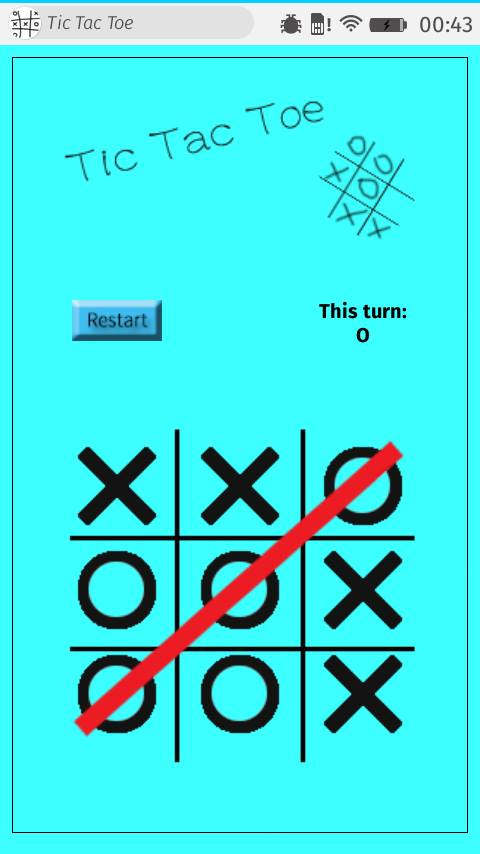 Tic Tac Toe
00:43
Tic Tac Toe
O
X O
O
X X
Restart
This turn:
O
X X O
O O X
O O X